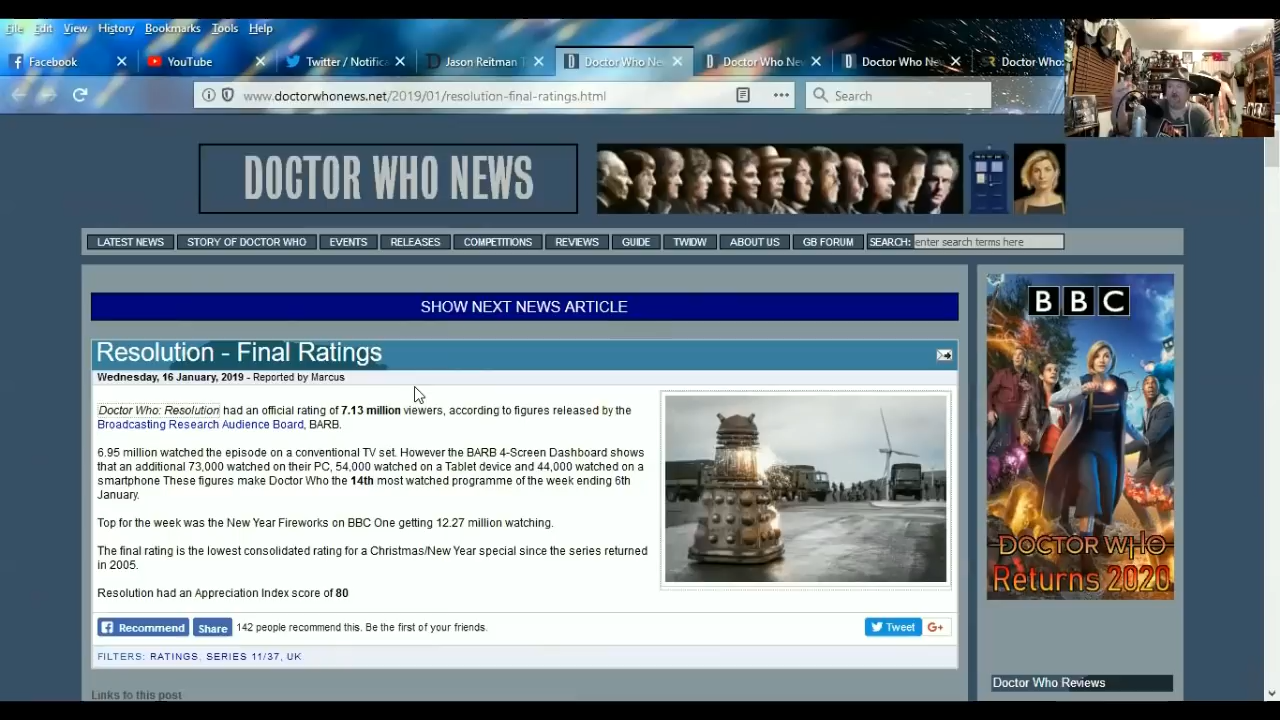 File Edit View History Bookmarks Tools Help
Facebook YouTube Twitter / Notifica Jason Reitman T Doctor Who Ne Doctor Who Ne Doctor Who Ne Doctor Who:
www.doctorwhonews.net/2019/01/resolution-final-ratings.html Search
DOCTOR WHO NEWS
LATEST NEWS STORY OF DOCTOR WHO EVENTS RELEASES COMPETITIONS REVIEWS GUIDE TWIDW ABOUT US GB FORUM SEARCH: enter search terms here
SHOW NEXT NEWS ARTICLE
Resolution - Final Ratings
Wednesday, 16 January, 2019 - Reported by Marcus
Doctor Who: Resolution had an official rating of 7.13 million viewers, according to figures released by the
Broadcasting Research Audience Board, BARB.
6.95 million watched the episode on a conventional TV set. However the BARB 4-Screen Dashboard shows
that an additional 73,000 watched on their PC, 54,000 watched on a Tablet device and 44,000 watched on a
smartphone These figures make Doctor Who the 14th most watched programme of the week ending 6th
January.
Top for the week was the New Year Fireworks on BBC One getting 12.27 million watching.
The final rating is the lowest consolidated rating for a Christmas/New Year special since the series returned
in 2005.
Resolution had an Appreciation Index score of 80
Recommend Share 142 people recommend this. Be the first of your friends. Tweet G+
FILTERS: RATINGS, SERIES 11/37, UK
Links to this post
BBC
DOCTOR WHO
Returns 2020
Doctor Who Reviews